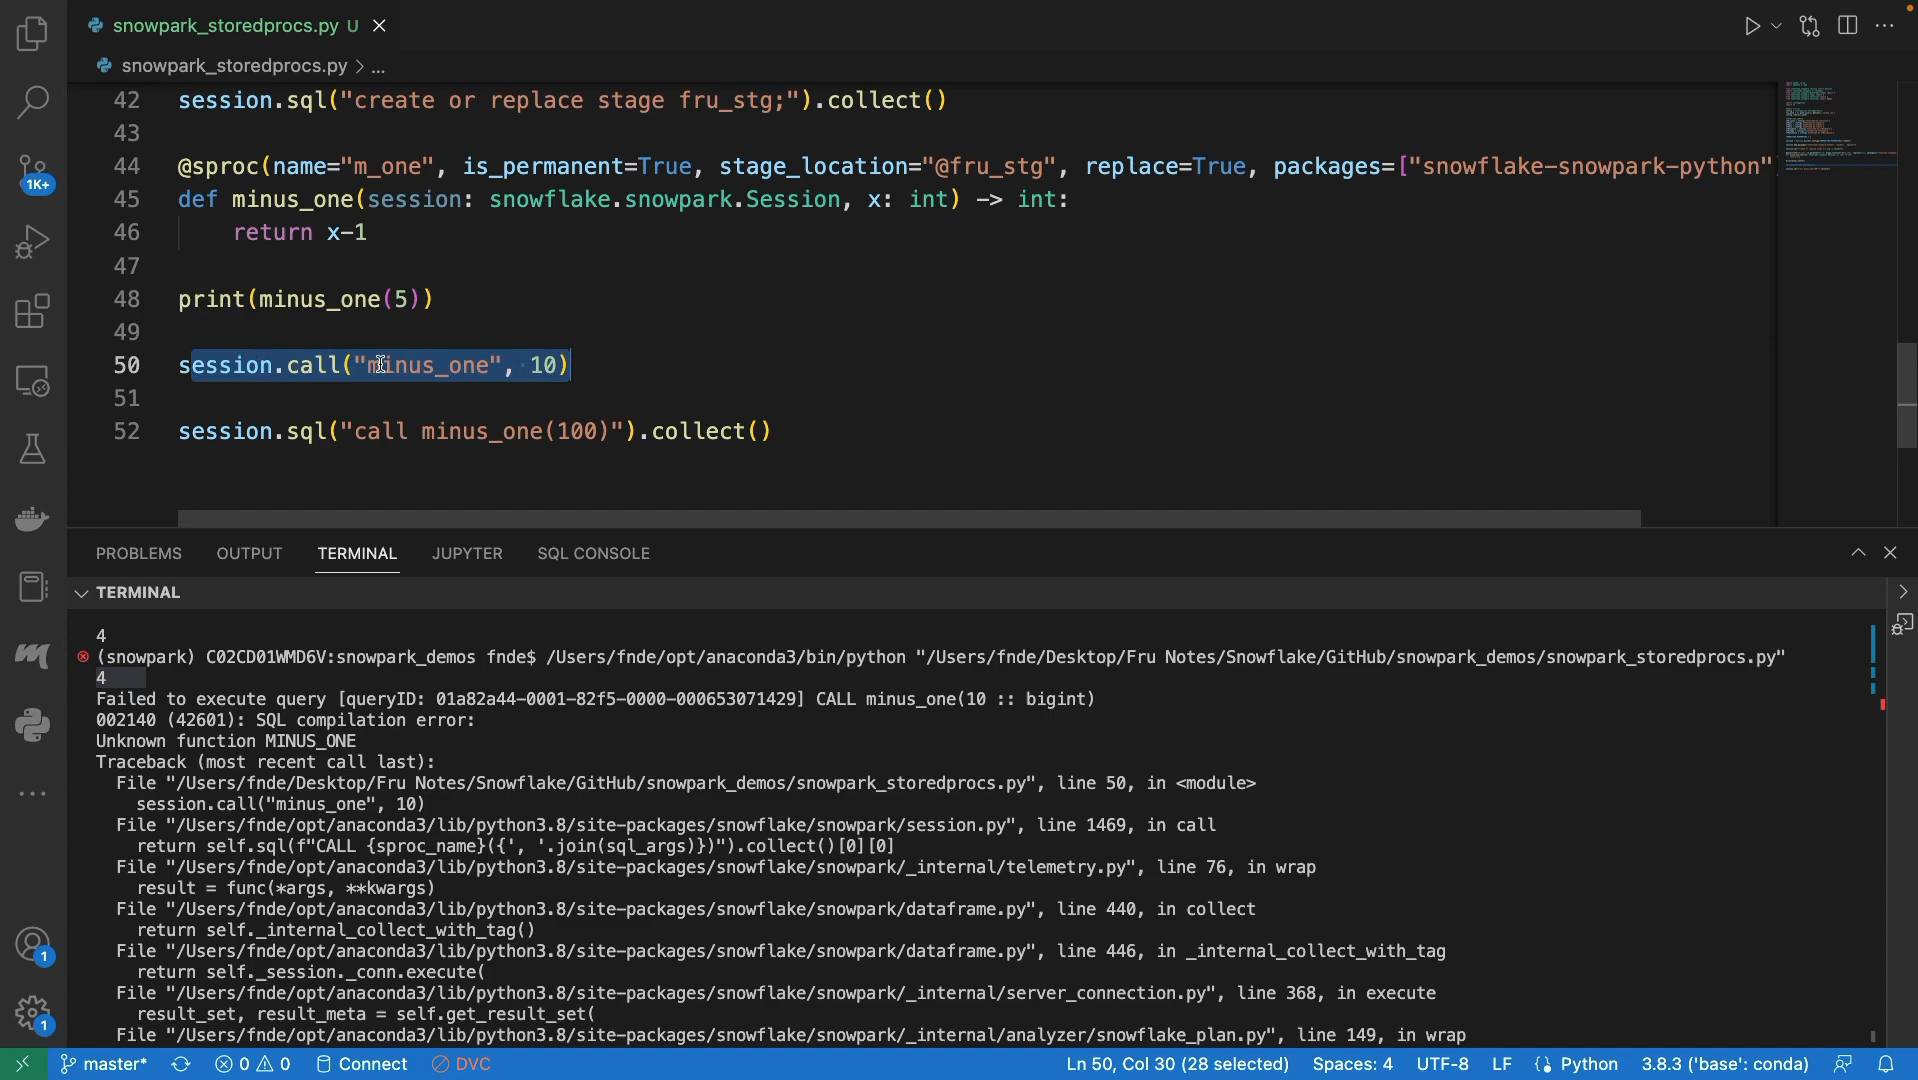 snowpark_storedprocs.py U
snowpark_storedprocs.py > ...
42 session.sql("create or replace stage fru_stg;").collect()
43
44 @sproc(name="m_one", is_permanent=True, stage_location="@fru_stg", replace=True, packages=["snowflake-snowpark-python"
45 def minus_one(session: snowflake.snowpark.Session, x: int) -> int:
46 return x-1
47
48 print(minus_one(5))
49
50 session.call("minus_one", 10)
51
52 session.sql("call minus_one(100)").collect()
1K+
PROBLEMS OUTPUT TERMINAL JUPYTER SQL CONSOLE
TERMINAL
4
(snowpark) C02CD01WMD6V:snowpark_demos fnde$ /Users/fnde/opt/anaconda3/bin/python "/Users/fnde/Desktop/Fru Notes/Snowflake/GitHub/snowpark_demos/snowpark_storedprocs.py"
4
Failed to execute query [queryID: 01a82a44-0001-82f5-0000-000653071429] CALL minus_one(10 :: bigint)
002140 (42601): SQL compilation error:
Unknown function MINUS_ONE
Traceback (most recent call last):
File "/Users/fnde/Desktop/Fru Notes/Snowflake/GitHub/snowpark_demos/snowpark_storedprocs.py", line 50, in <module>
session.call("minus_one", 10)
File "/Users/fnde/opt/anaconda3/lib/python3.8/site-packages/snowflake/snowpark/session.py", line 1469, in call
return self.sql(f"CALL {sproc_name}({', '.join(sql_args)})").collect()[0][0]
File "/Users/fnde/opt/anaconda3/lib/python3.8/site-packages/snowflake/snowpark/_internal/telemetry.py", line 76, in wrap
result = func(*args, **kwargs)
File "/Users/fnde/opt/anaconda3/lib/python3.8/site-packages/snowflake/snowpark/dataframe.py", line 440, in collect
return self._internal_collect_with_tag()
File "/Users/fnde/opt/anaconda3/lib/python3.8/site-packages/snowflake/snowpark/dataframe.py", line 446, in _internal_collect_with_tag
return self._session._conn.execute(
File "/Users/fnde/opt/anaconda3/lib/python3.8/site-packages/snowflake/snowpark/_internal/server_connection.py", line 368, in execute
result_set, result_meta = self.get_result_set(
File "/Users/fnde/opt/anaconda3/lib/python3.8/site-packages/snowflake/snowpark/_internal/analyzer/snowflake_plan.py", line 149, in wrap
1
1
master* 0 0 Connect DVC Ln 50, Col 30 (28 selected) Spaces: 4 UTF-8 LF Python 3.8.3 ('base': conda)